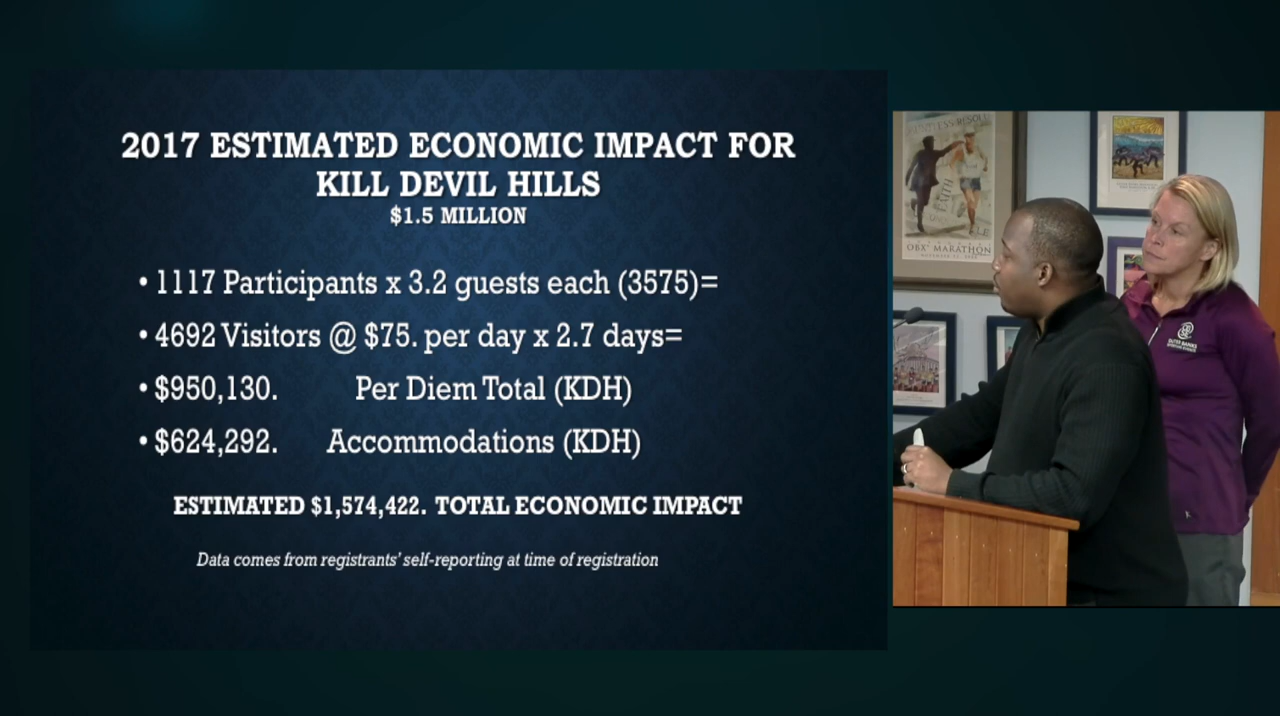 2017 ESTIMATED ECONOMIC IMPACT FOR
KILL DEVIL HILLS
$1.5 MILLION
• 1117 Participants x 3.2 guests each (3575)=
• 4692 Visitors @ $75. per day x 2.7 days=
• $950,130. Per Diem Total (KDH)
• $624,292. Accommodations (KDH)
ESTIMATED $1,574,422. TOTAL ECONOMIC IMPACT
Data comes from registrants' self-reporting at time of registration
FAITH
OBX MARATHON
OUTER BANKS